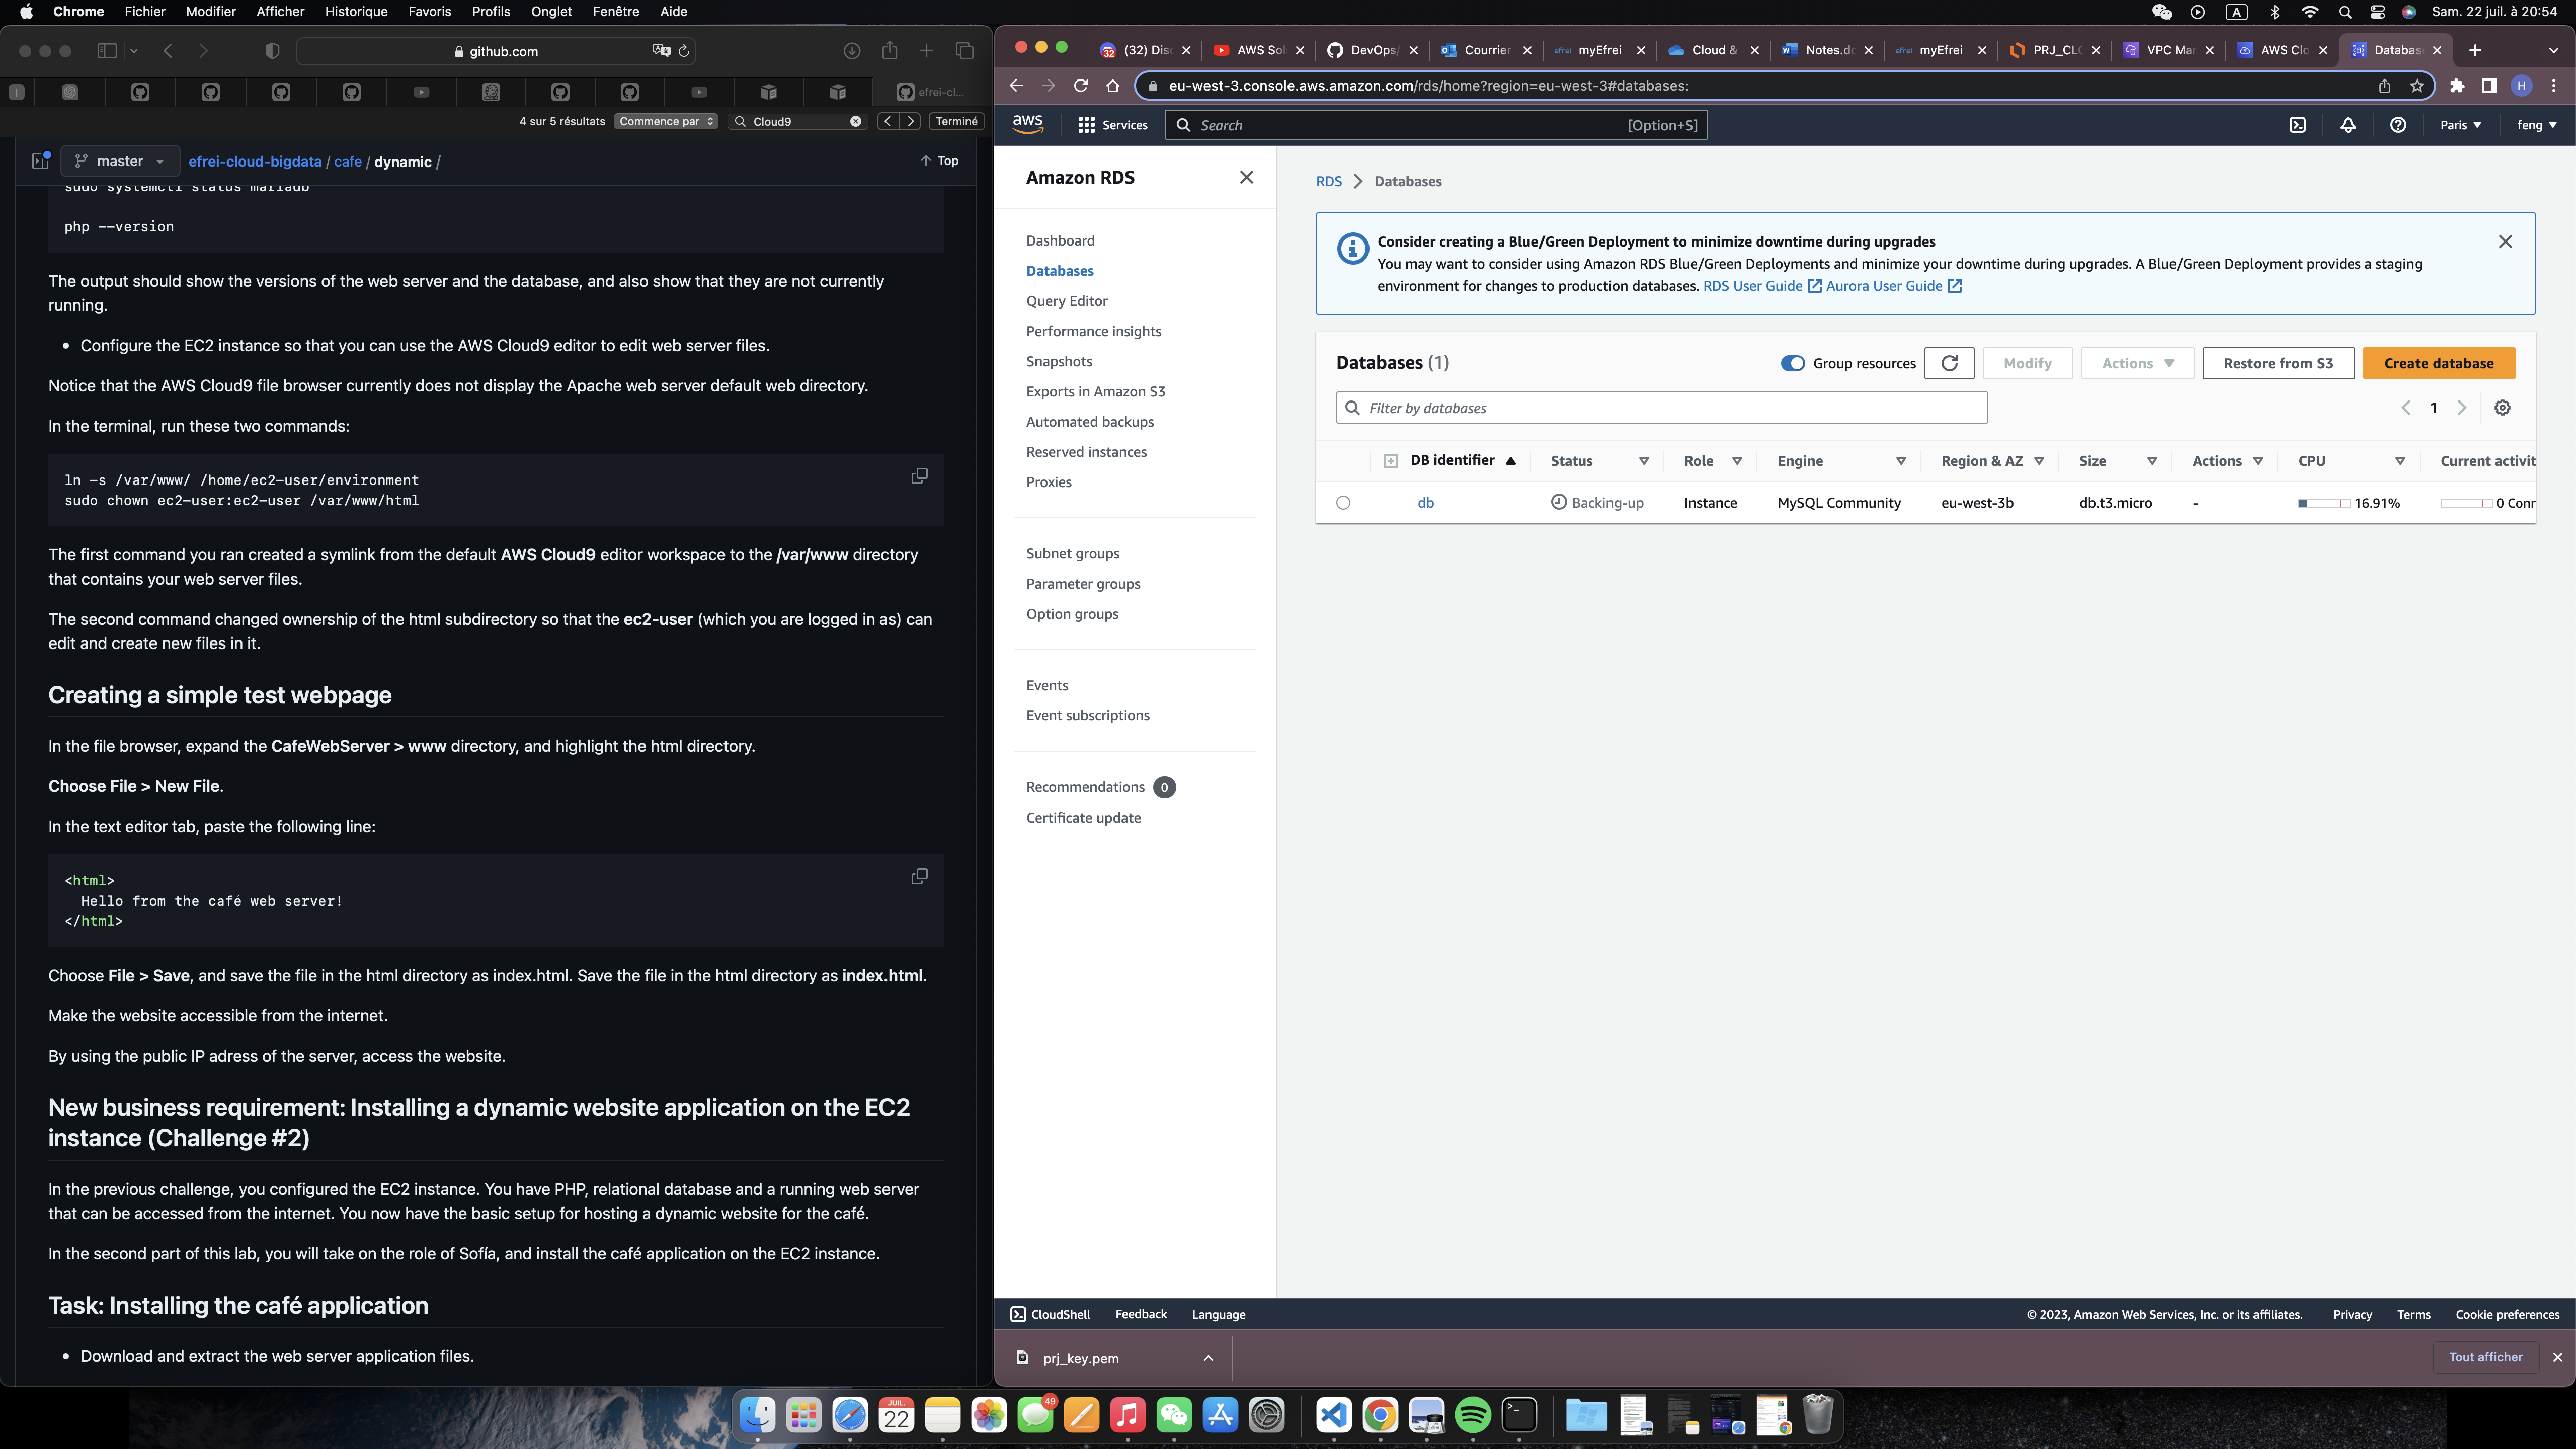 Chrome Fichier Modifier Afficher Historique Favoris Profils Onglet Fenêtre Aide
A Sam. 22 juil. à 20:54
github.com
efrei-cl...
4 sur 5 résultats Commence par Cloud9 Terminé
master efrei-cloud-bigdata / cafe / dynamic / Top
sudo systemctl status mariadb
php --version
The output should show the versions of the web server and the database, and also show that they are not currently
running.
• Configure the EC2 instance so that you can use the AWS Cloud9 editor to edit web server files.
Notice that the AWS Cloud9 file browser currently does not display the Apache web server default web directory.
In the terminal, run these two commands:
ln -s /var/www/ /home/ec2-user/environment
sudo chown ec2-user:ec2-user /var/www/html
The first command you ran created a symlink from the default AWS Cloud9 editor workspace to the /var/www directory
that contains your web server files.
The second command changed ownership of the html subdirectory so that the ec2-user (which you are logged in as) can
edit and create new files in it.
Creating a simple test webpage
In the file browser, expand the CafeWebServer > www directory, and highlight the html directory.
Choose File > New File.
In the text editor tab, paste the following line:
<html>
Hello from the café web server!
</html>
Choose File > Save, and save the file in the html directory as index.html. Save the file in the html directory as index.html.
Make the website accessible from the internet.
By using the public IP adress of the server, access the website.
New business requirement: Installing a dynamic website application on the EC2
instance (Challenge #2)
In the previous challenge, you configured the EC2 instance. You have PHP, relational database and a running web server
that can be accessed from the internet. You now have the basic setup for hosting a dynamic website for the café.
In the second part of this lab, you will take on the role of Sofía, and install the café application on the EC2 instance.
Task: Installing the café application
• Download and extract the web server application files.
32 (32) Disc AWS Sol DevOps/ Courrier efrei myEfrei Cloud & Notes.do efrei myEfrei PRJ_CLO VPC Mar AWS Clo Databas
eu-west-3.console.aws.amazon.com/rds/home?region=eu-west-3#databases: H
aws Services Search [Option+S] Paris feng
Amazon RDS
Dashboard
Databases
Query Editor
Performance insights
Snapshots
Exports in Amazon S3
Automated backups
Reserved instances
Proxies
Subnet groups
Parameter groups
Option groups
Events
Event subscriptions
Recommendations 0
Certificate update
RDS > Databases
Consider creating a Blue/Green Deployment to minimize downtime during upgrades
You may want to consider using Amazon RDS Blue/Green Deployments and minimize your downtime during upgrades. A Blue/Green Deployment provides a staging
environment for changes to production databases. RDS User Guide Aurora User Guide
Databases (1) Group resources Modify Actions Restore from S3 Create database
Filter by databases 1
DB identifier Status Role Engine Region & AZ Size Actions CPU Current activit
db Backing-up Instance MySQL Community eu-west-3b db.t3.micro - 16.91% 0 Conr
CloudShell Feedback Language © 2023, Amazon Web Services, Inc. or its affiliates. Privacy Terms Cookie preferences
prj_key.pem Tout afficher
JUIL. 22 49